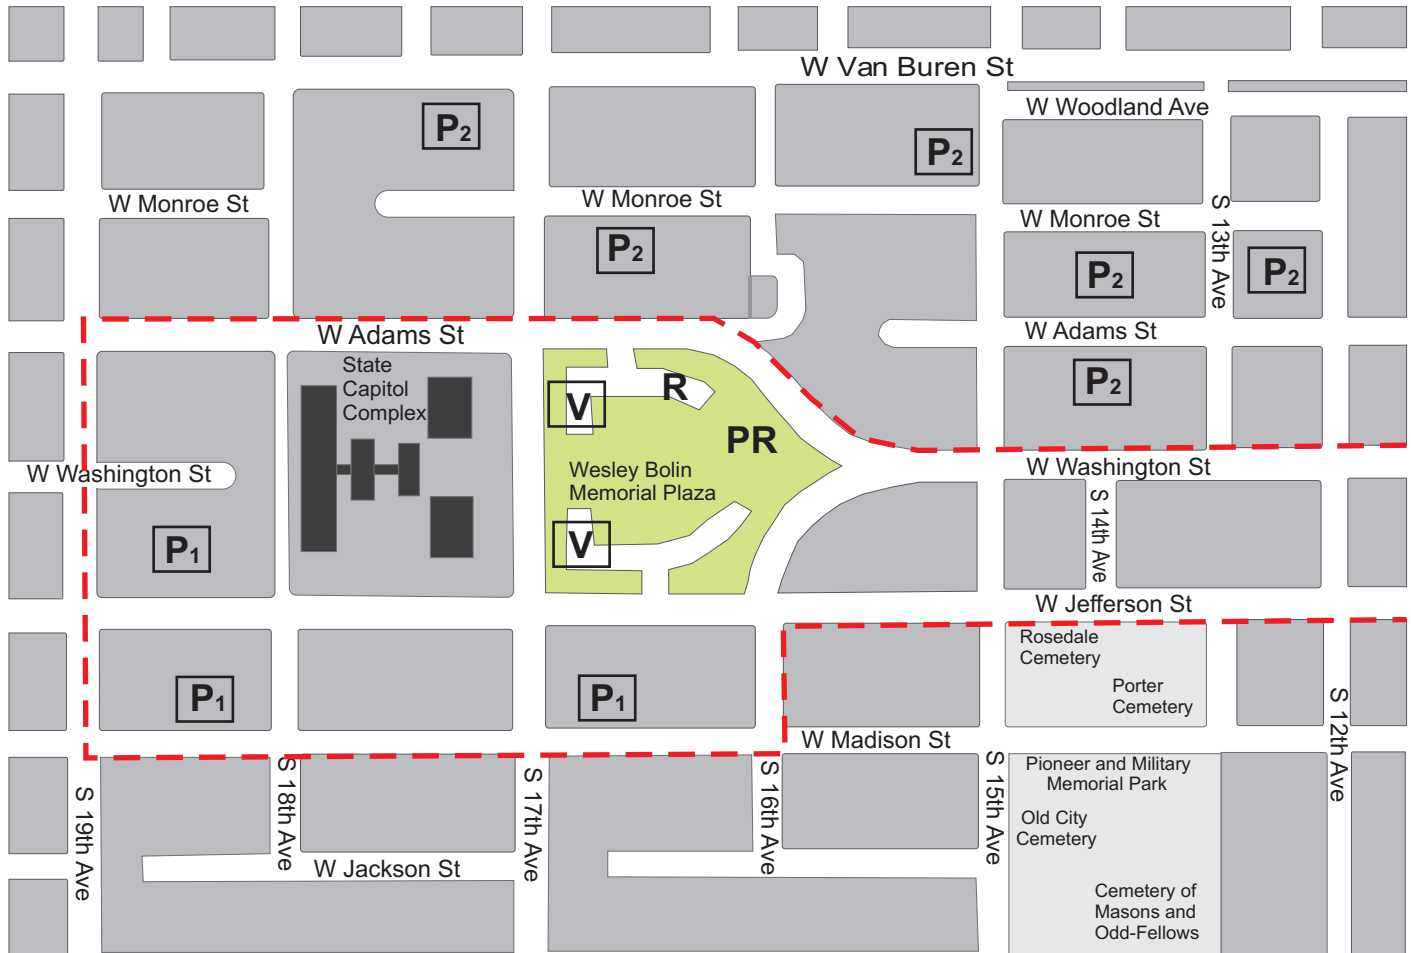 W Van Buren St
P2
P2
W Woodland Ave
W Monroe St
W Monroe St
W Monroe St
S 13th Ave
P2
P2
P2
W Adams St
W Adams St
State
Capitol
Complex
V
R
PR
P2
W Washington St
Wesley Bolin
Memorial Plaza
W Washington St
S 14th Ave
P1
V
W Jefferson St
Rosedale
Cemetery
Porter
Cemetery
P1
P1
S 12th Ave
W Madison St
S 19th Ave
S 18th Ave
S 17th Ave
S 16th Ave
S 15th Ave
Pioneer and Military
Memorial Park
Old City
Cemetery
W Jackson St
Cemetery of
Masons and
Odd-Fellows